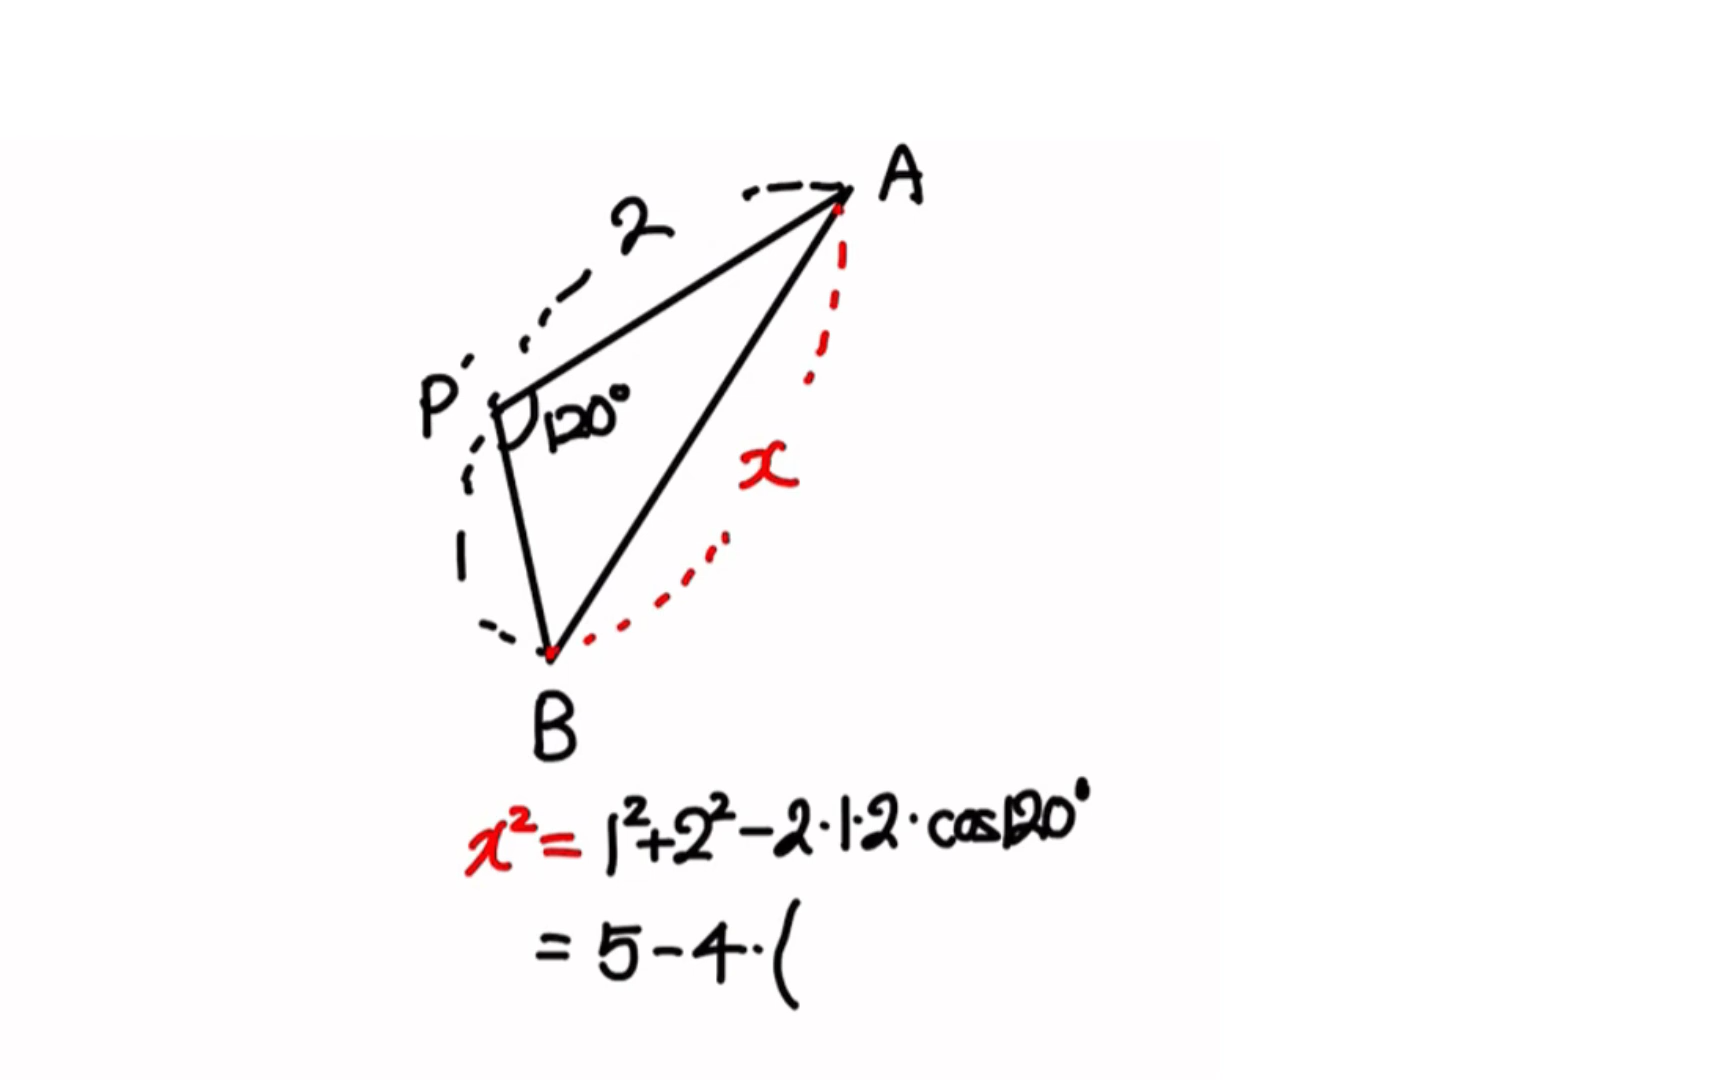 A
2
P
120°
x
1
B
x²= 1²+2²-2·1·2·cos120°
= 5-4·(